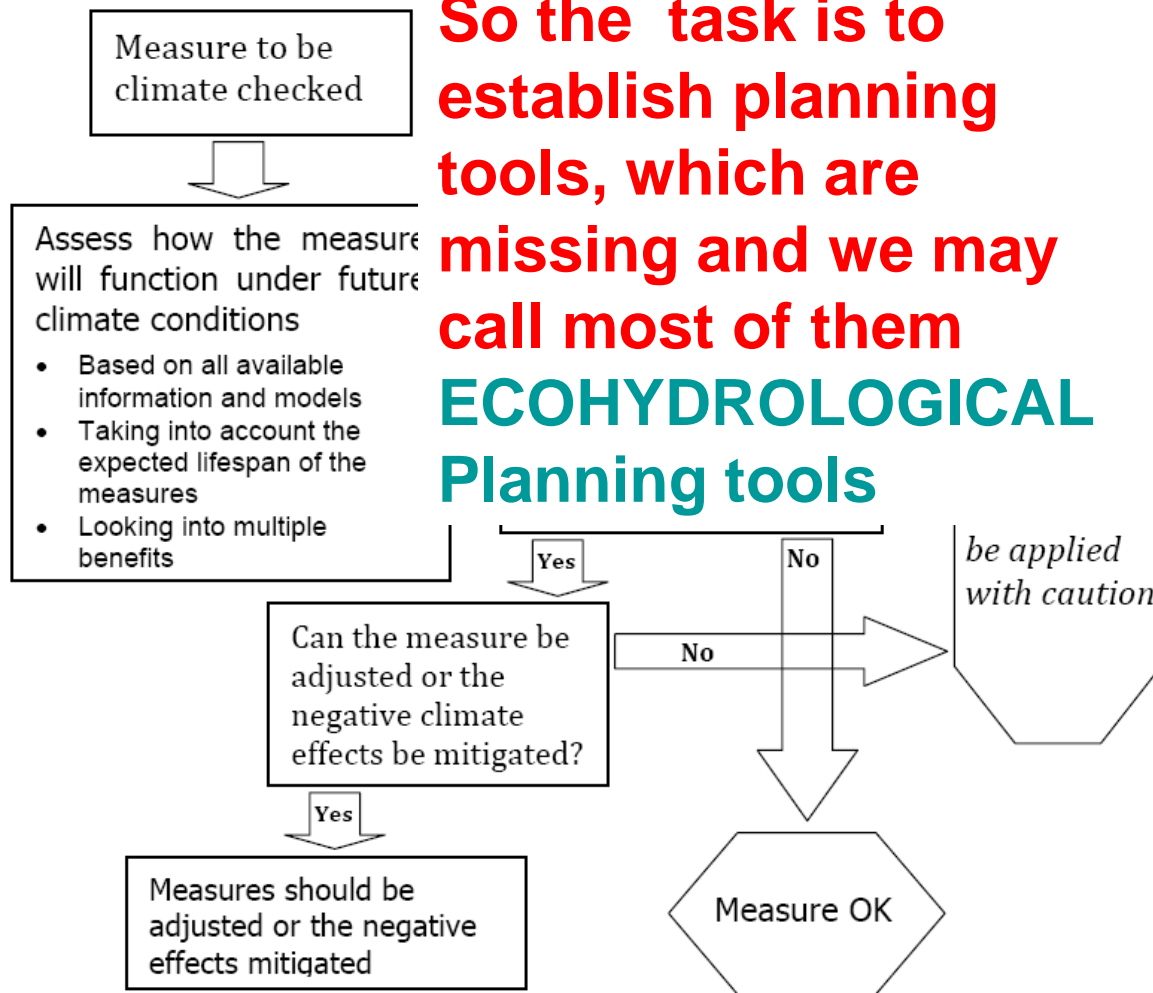 Measure to be
climate checked
So the task is to
establish planning
tools, which are
missing and we may
call most of them
ECOHYDROLOGICAL
Planning tools
Assess how the measure
will function under future
climate conditions
• Based on all available
information and models
• Taking into account the
expected lifespan of the
measures
• Looking into multiple
benefits
Yes
No
be applied
with caution
Can the measure be
adjusted or the
negative climate
effects be mitigated?
No
Yes
Measures should be
adjusted or the negative
effects mitigated
Measure OK